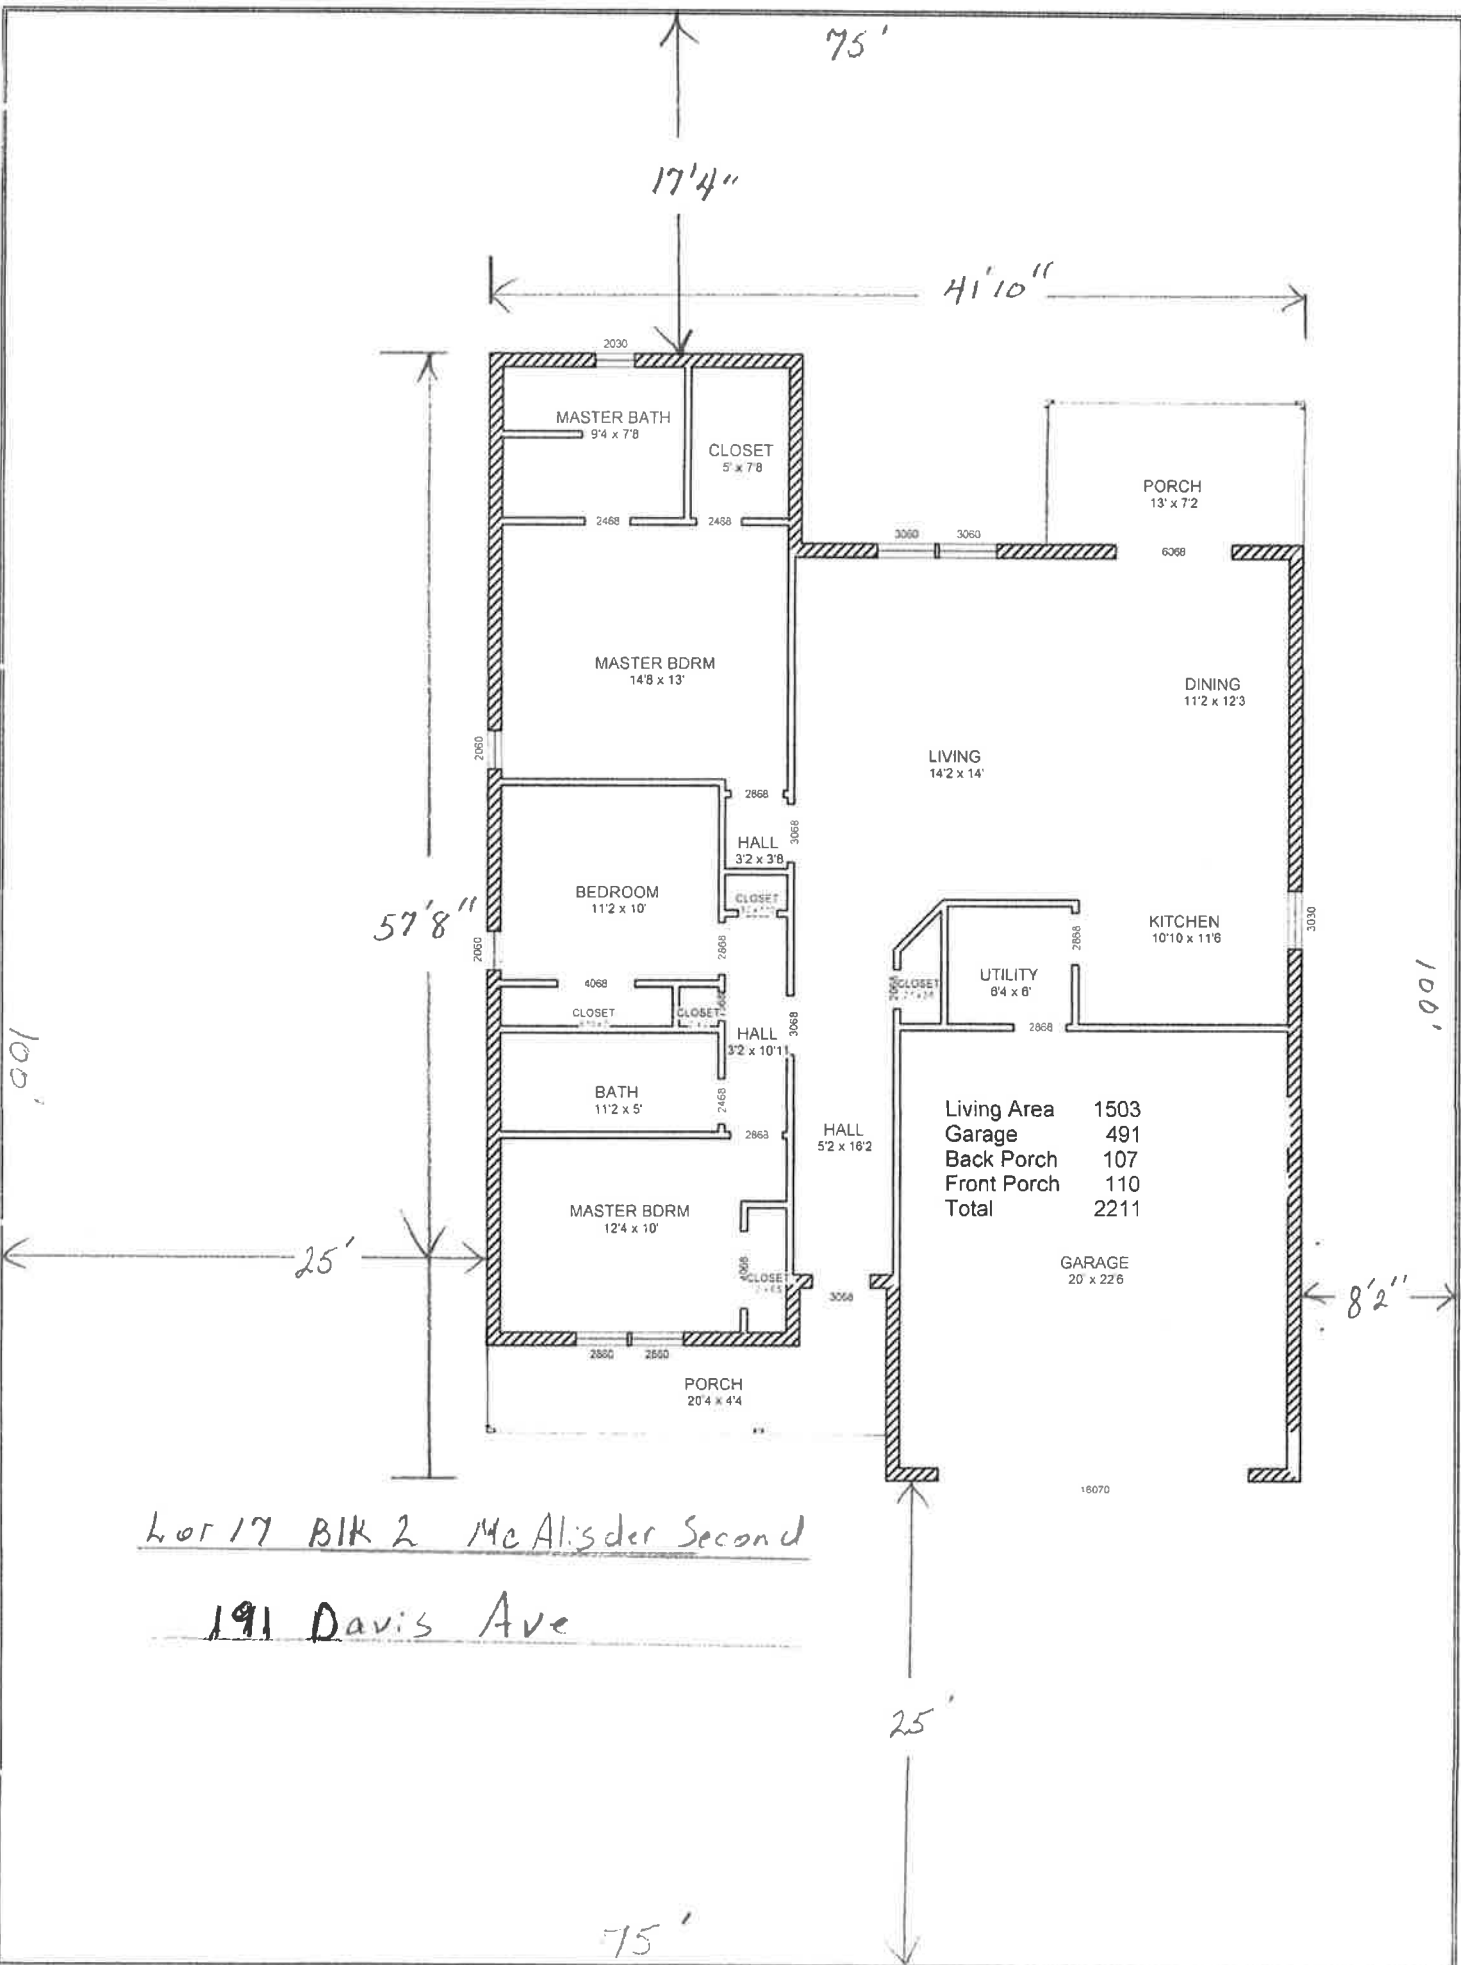 75'
17'4"
41'10"
2030
MASTER BATH
9'4 x 7'8
CLOSET
5' x 7'8
PORCH
13' x 7'2
2468
2468
3060
3060
6068
MASTER BDRM
14'8 x 13'
DINING
11'2 x 12'3
2060
LIVING
14'2 x 14'
2868
3068
HALL
3'2 x 3'8
BEDROOM
11'2 x 10'
CLOSET
57'8"
2060
2868
KITCHEN
10'10 x 11'6
3030
2868
UTILITY
6'4 x 6'
4068
CLOSET
2068
CLOSET
CLOSET
100'
100'
HALL
3'2 x 10'11
3068
2868
BATH
11'2 x 5'
2468
2868
HALL
5'2 x 16'2
Living Area 1503
Garage 491
Back Porch 107
Front Porch 110
Total 2211
MASTER BDRM
12'4 x 10'
25'
4068
CLOSET
3068
GARAGE
20' x 22'6
8'2"
2860
2860
PORCH
20'4 x 4'4
16070
Lot 17 Blk 2 McAlisder Second
191 Davis Ave
25'
75'